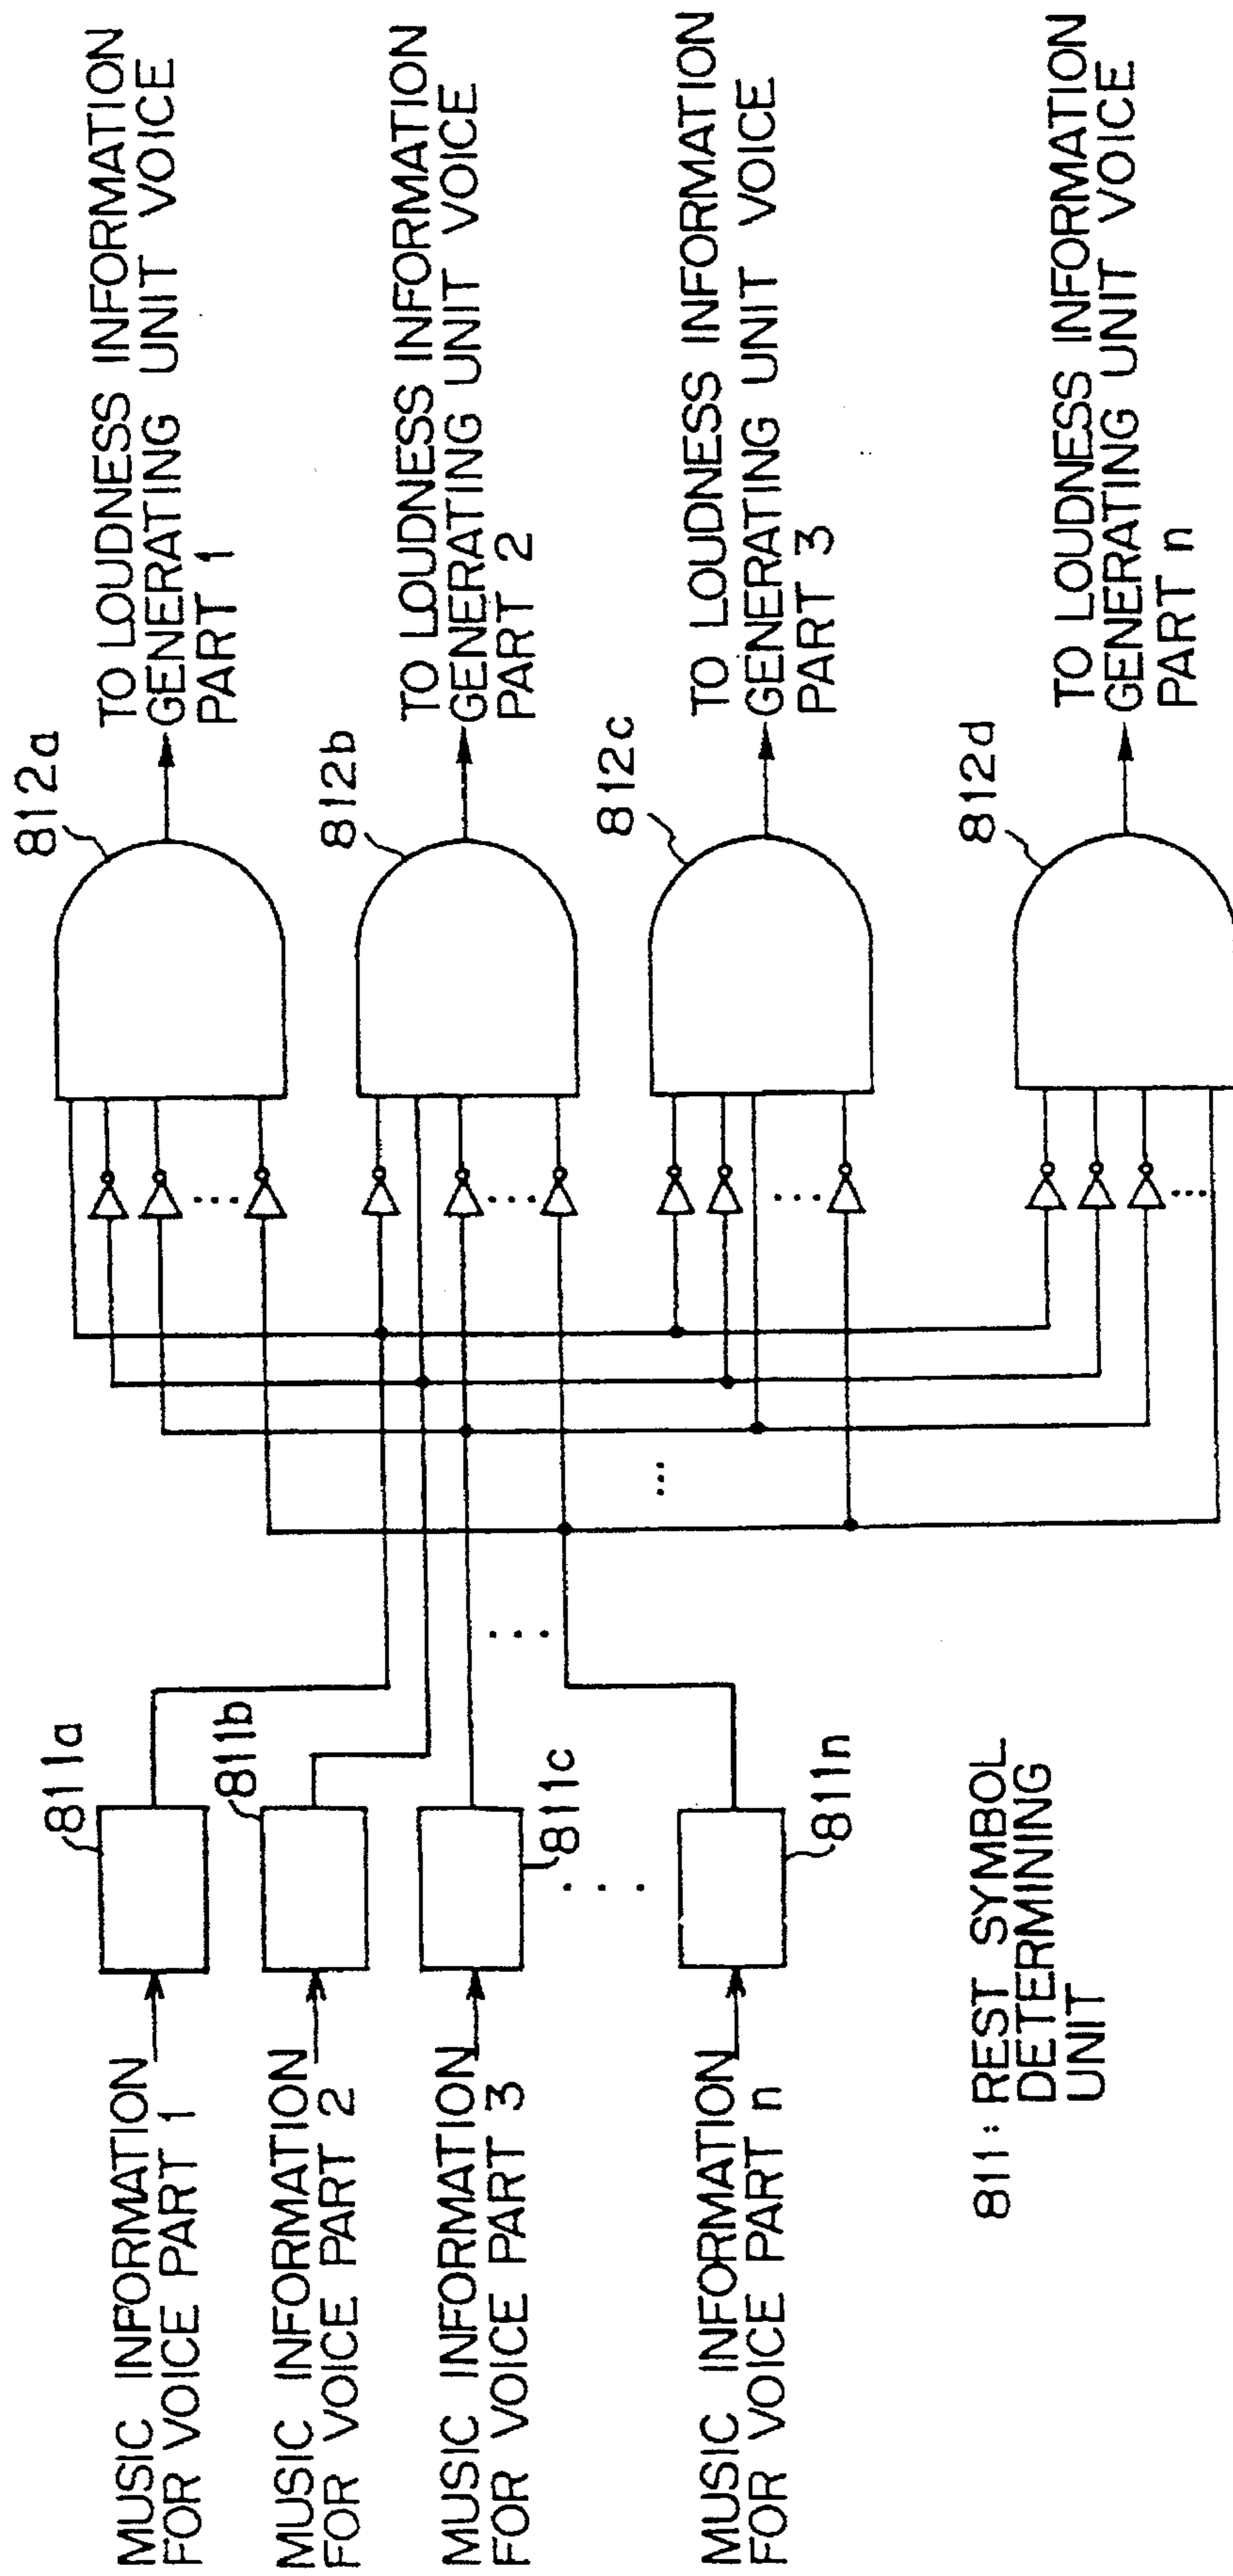 MUSIC INFORMATION
FOR VOICE PART 1
MUSIC INFORMATION
FOR VOICE PART 2
MUSIC INFORMATION
FOR VOICE PART 3
MUSIC INFORMATION
FOR VOICE PART n
811a
811b
811c
811n
...
...
...
812a
812b
812c
812d
TO LOUDNESS INFORMATION
GENERATING UNIT VOICE
PART 1
TO LOUDNESS INFORMATION
GENERATING UNIT VOICE
PART 2
TO LOUDNESS INFORMATION
GENERATING UNIT VOICE
PART 3
TO LOUDNESS INFORMATION
GENERATING UNIT VOICE
PART n
811: REST SYMBOL
DETERMINING
UNIT